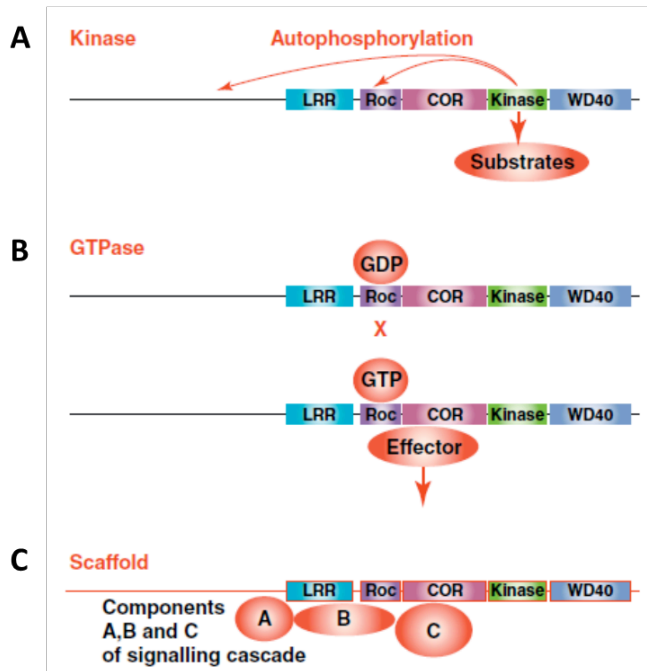 A
Kinase
Autophosphorylation
LRR Roc COR Kinase WD40
Substrates
B
GTPase
GDP
LRR Roc COR Kinase WD40
X
GTP
LRR Roc COR Kinase WD40
Effector
C
Scaffold
LRR Roc COR Kinase WD40
Components
A,B and C
of signalling cascade
A B C